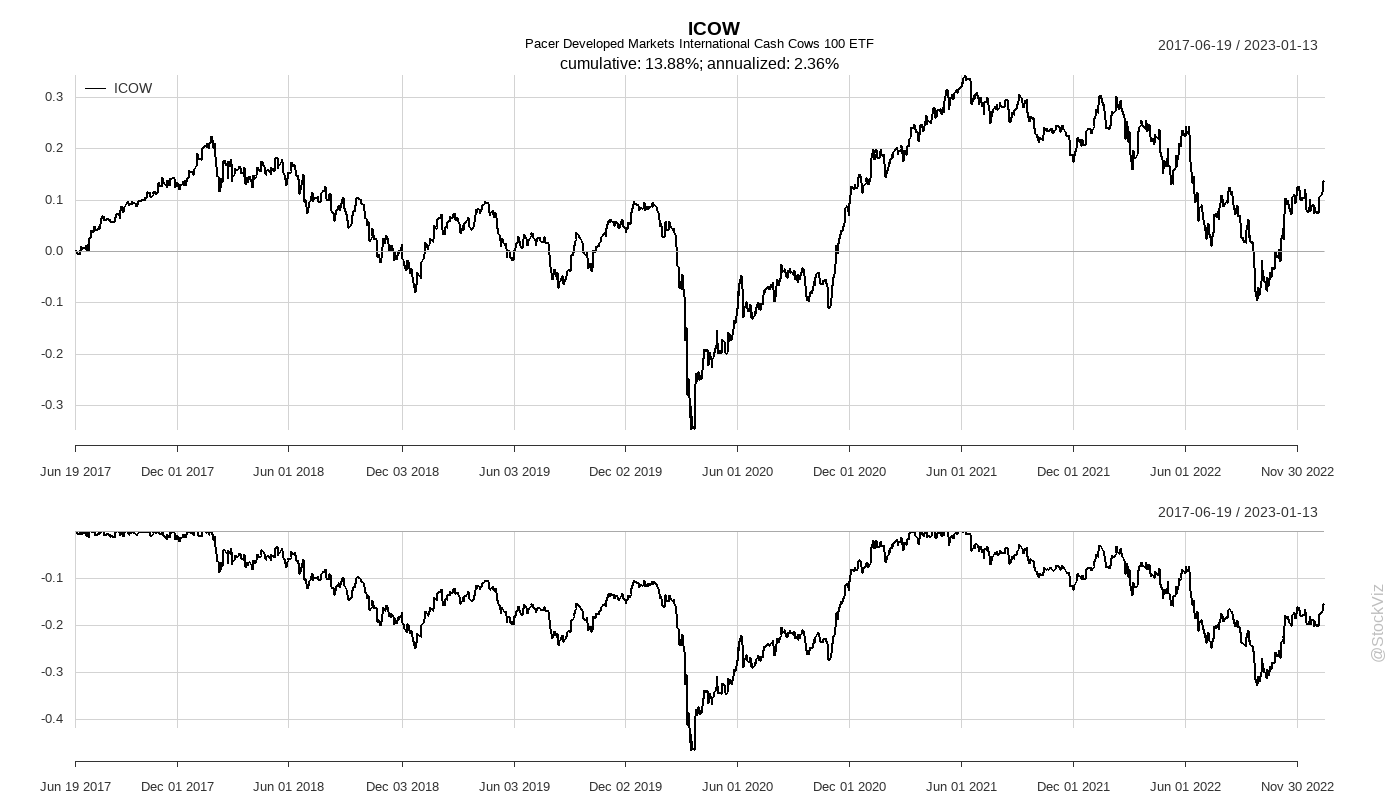 ICOW
Pacer Developed Markets International Cash Cows 100 ETF
2017-06-19 / 2023-01-13
cumulative: 13.88%; annualized: 2.36%
ICOW
0.3
0.2
0.1
0.0
-0.1
-0.2
-0.3
Jun 19 2017 Dec 01 2017 Jun 01 2018 Dec 03 2018 Jun 03 2019 Dec 02 2019 Jun 01 2020 Dec 01 2020 Jun 01 2021 Dec 01 2021 Jun 01 2022 Nov 30 2022
2017-06-19 / 2023-01-13
-0.1
-0.2
-0.3
-0.4
Jun 19 2017 Dec 01 2017 Jun 01 2018 Dec 03 2018 Jun 03 2019 Dec 02 2019 Jun 01 2020 Dec 01 2020 Jun 01 2021 Dec 01 2021 Jun 01 2022 Nov 30 2022
@StockViz